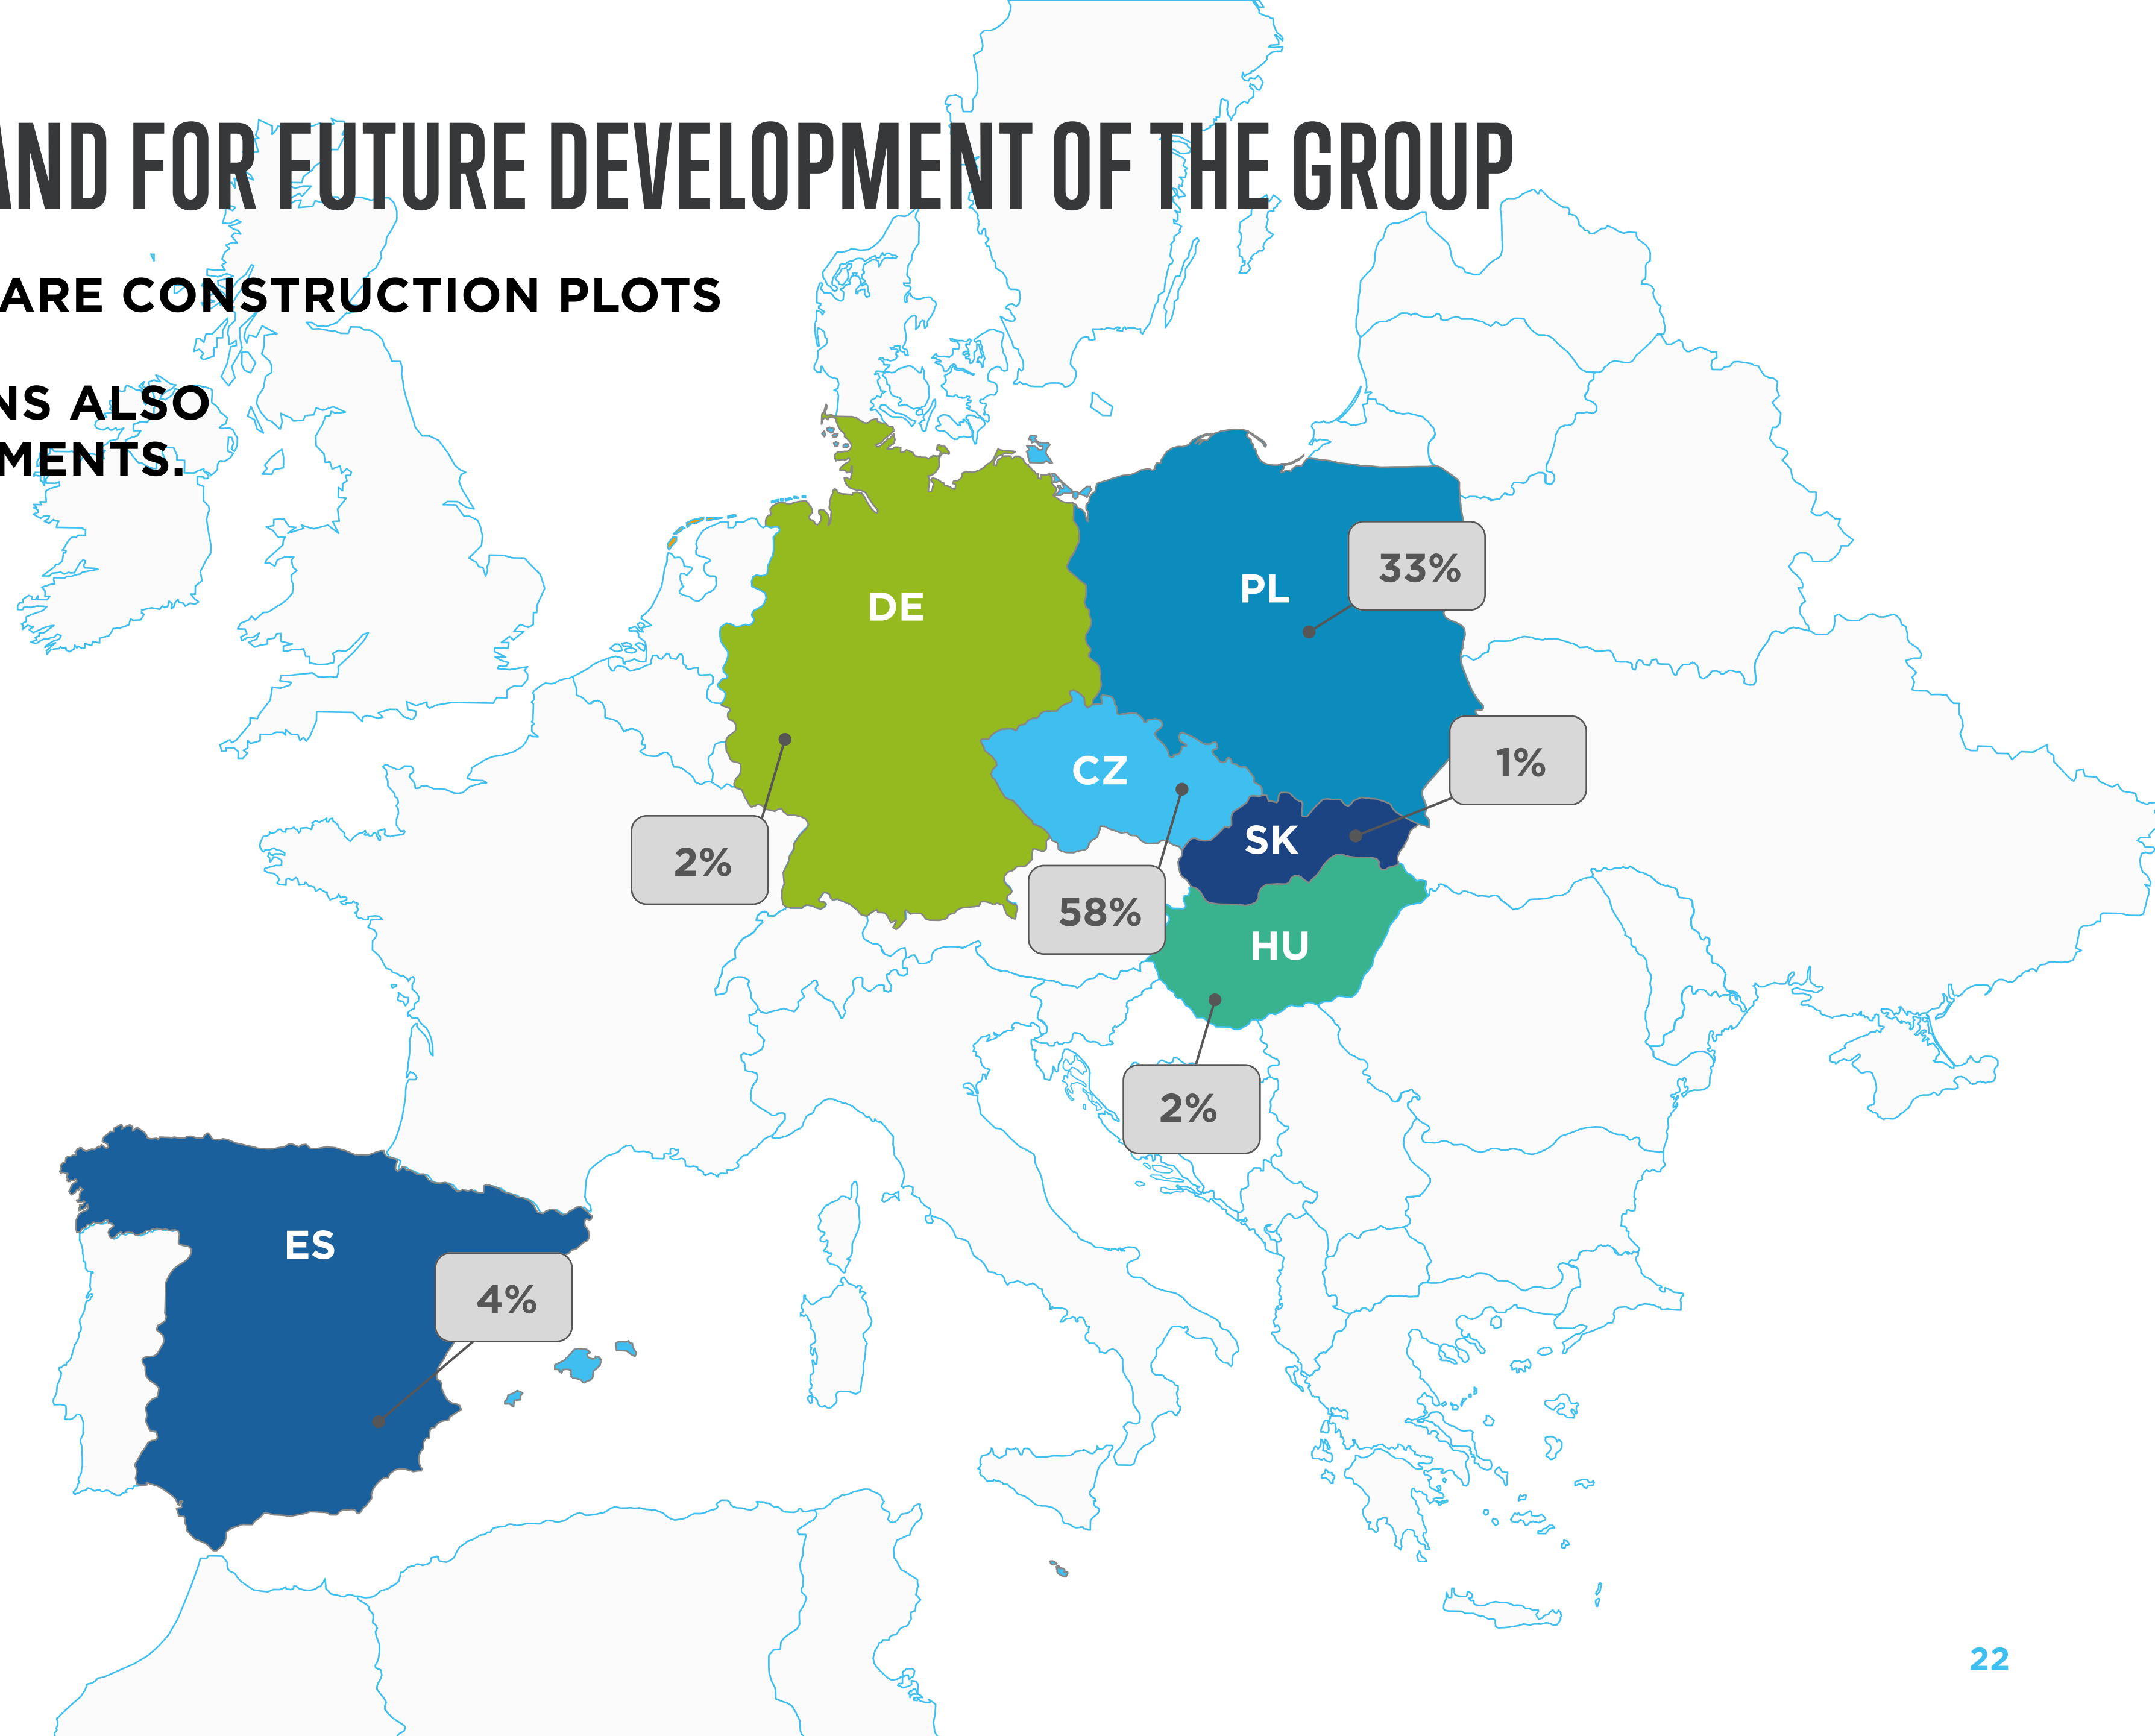 AND FOR FUTURE DEVELOPMENT OF THE GROUP
ARE CONSTRUCTION PLOTS
NS ALSO
MENTS.
DE
PL
33%
CZ
1%
SK
2%
58%
HU
2%
ES
4%
22